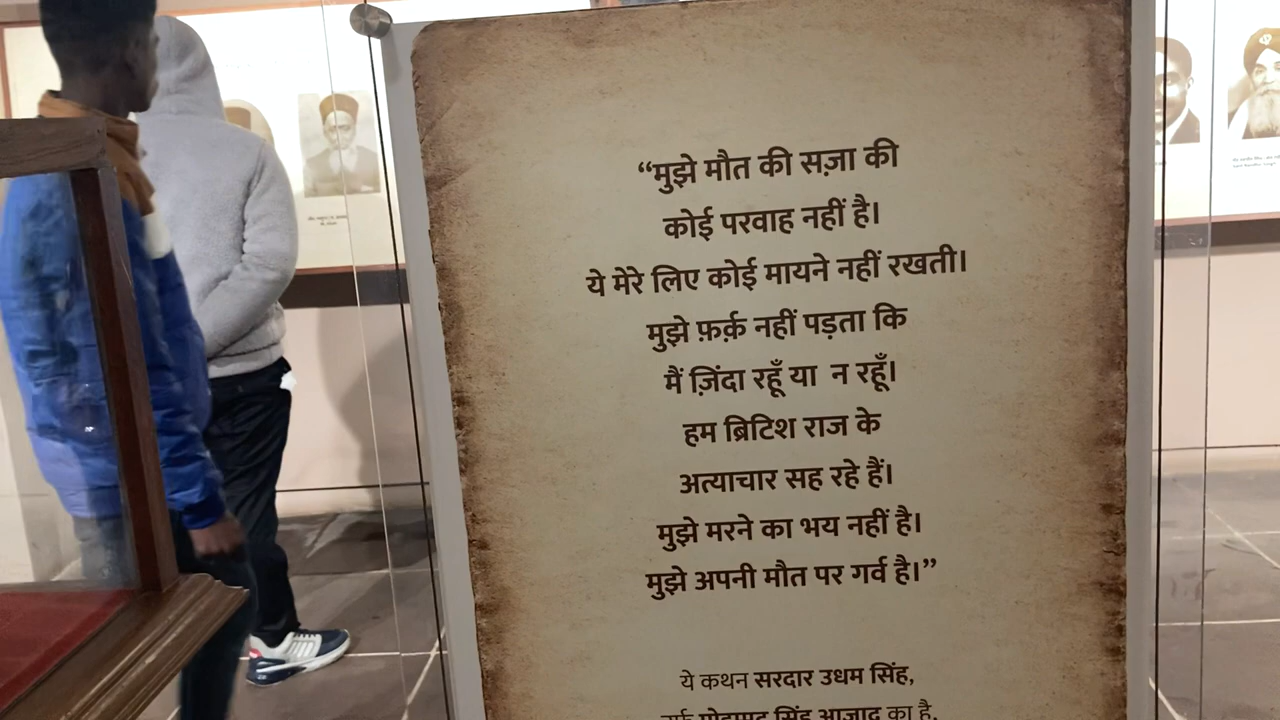 “मुझे मौत की सज़ा की
कोई परवाह नहीं है।
ये मेरे लिए कोई मायने नहीं रखती।
मुझे फ़र्क़ नहीं पड़ता कि
मैं ज़िंदा रहूँ या न रहूँ।
हम ब्रिटिश राज के
अत्याचार सह रहे हैं।
मुझे मरने का भय नहीं है।
मुझे अपनी मौत पर गर्व है।”
ये कथन सरदार उधम सिंह,
सिंह आज़ाद का है,